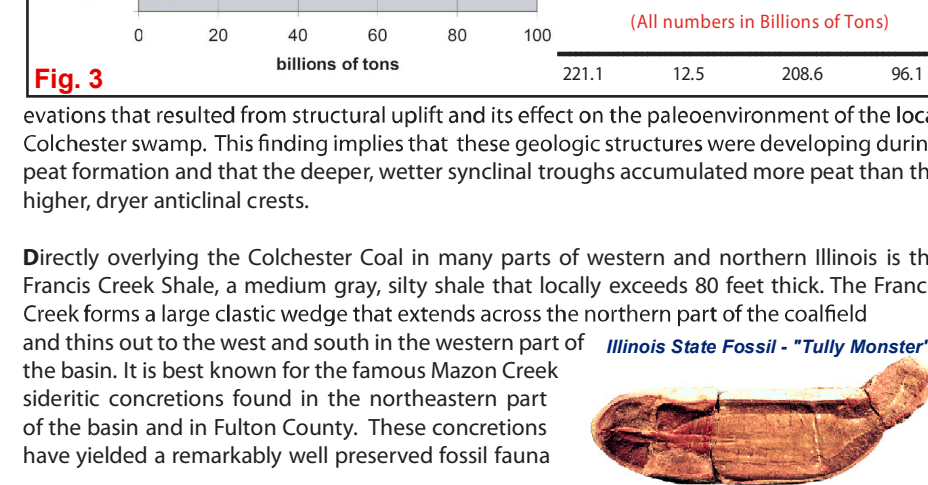 (All numbers in Billions of Tons)
0 20 40 60 80 100
billions of tons
221.1 12.5 208.6 96.1
Fig. 3
evations that resulted from structural uplift and its effect on the paleoenvironment of the
Colchester swamp. This finding implies that these geologic structures were developing
peat formation and that the deeper, wetter synclinal troughs accumulated more peat than
higher, dryer anticlinal crests.
Directly overlying the Colchester Coal in many parts of western and northern Illinois is
Francis Creek Shale, a medium gray, silty shale that locally exceeds 80 feet thick. The
Creek forms a large clastic wedge that extends across the northern part of the coalfield
and thins out to the west and south in the western part of
the basin. It is best known for the famous Mazon Creek
sideritic concretions found in the northeastern part
of the basin and in Fulton County. These concretions
have yielded a remarkably well preserved fossil fauna
Illinois State Fossil - "Tully Monster"